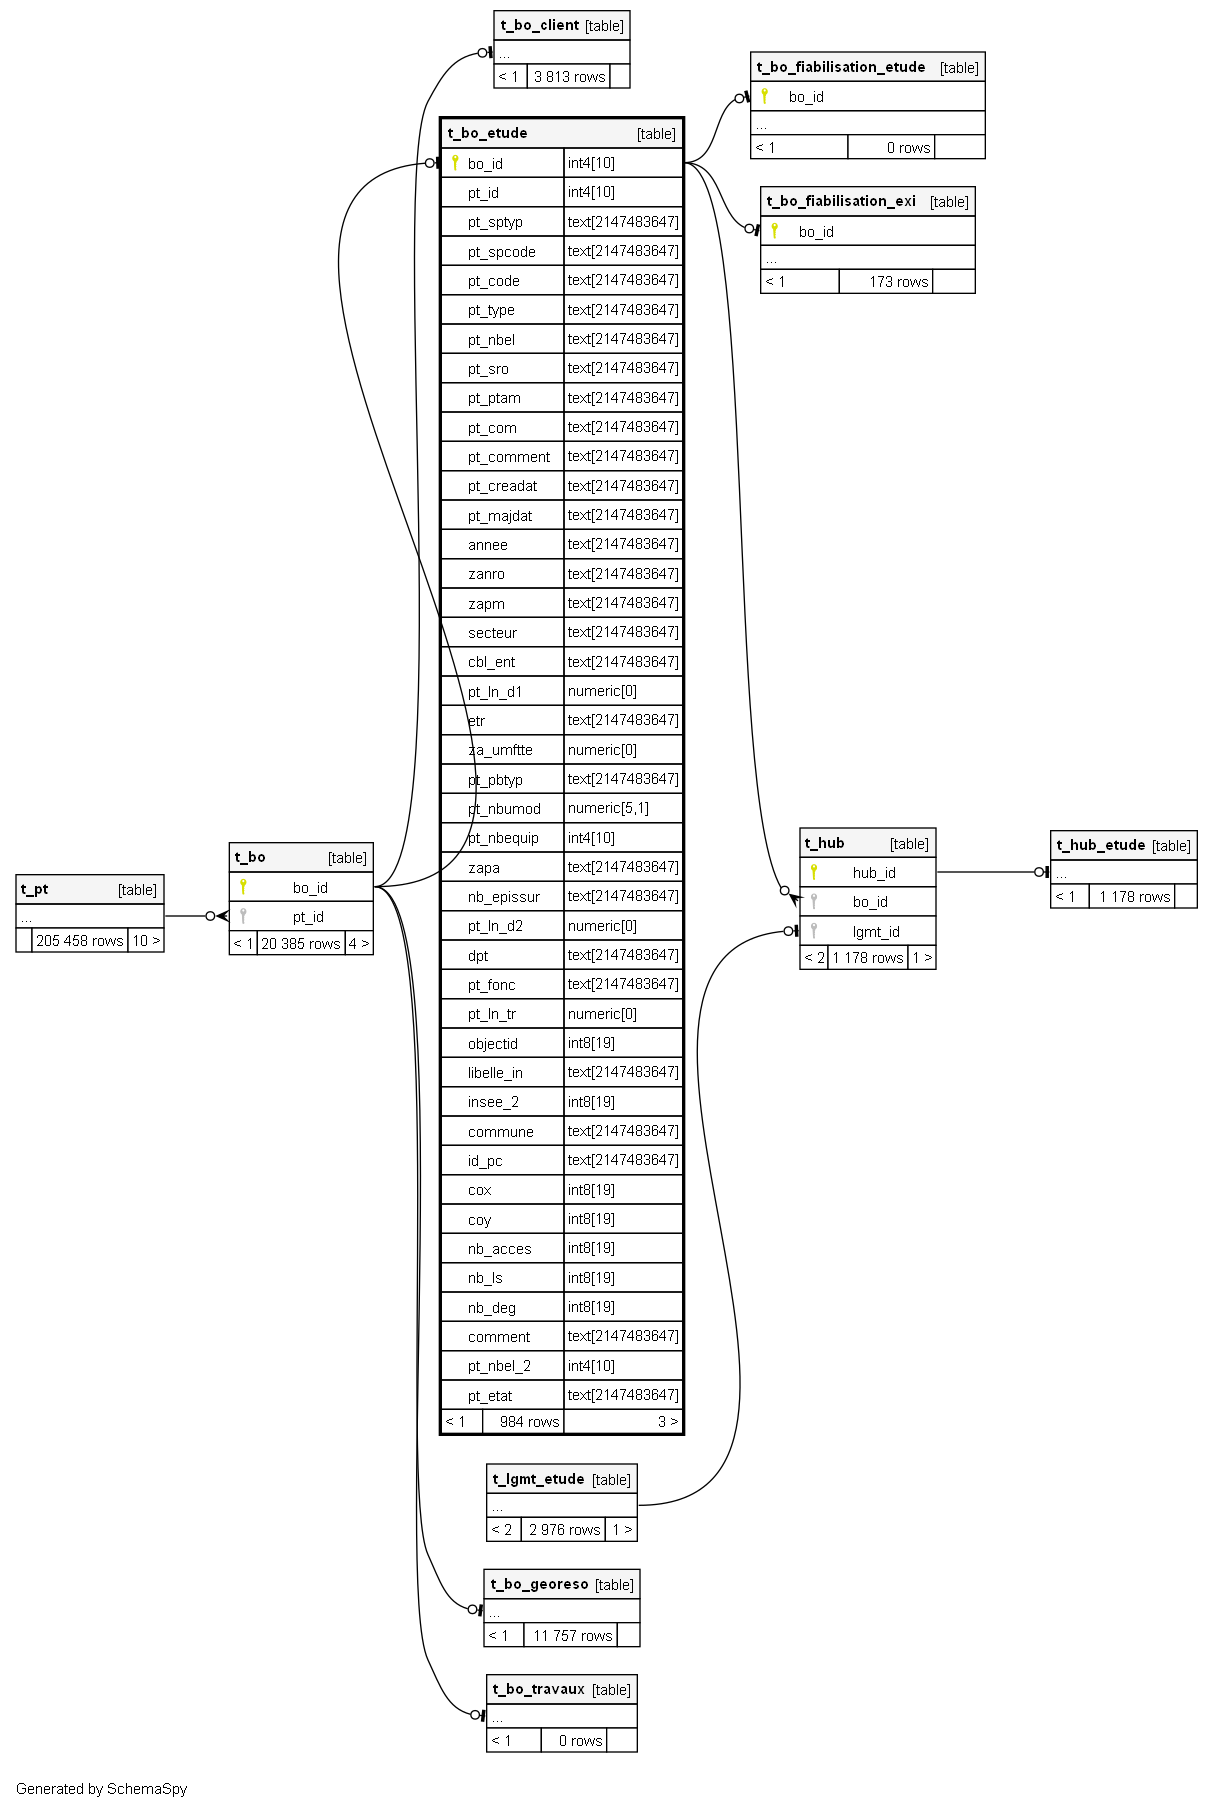 t_bo_client [table]
...
< 1 3 813 rows
t_bo_fiabilisation_etude [table]
bo_id
...
< 1 0 rows
t_bo_fiabilisation_exi [table]
bo_id
...
< 1 173 rows
t_bo_etude [table]
bo_id int4[10]
pt_id int4[10]
pt_sptyp text[2147483647]
pt_spcode text[2147483647]
pt_code text[2147483647]
pt_type text[2147483647]
pt_nbel text[2147483647]
pt_sro text[2147483647]
pt_ptam text[2147483647]
pt_com text[2147483647]
pt_comment text[2147483647]
pt_creadat text[2147483647]
pt_majdat text[2147483647]
annee text[2147483647]
zanro text[2147483647]
zapm text[2147483647]
secteur text[2147483647]
cbl_ent text[2147483647]
pt_ln_d1 numeric[0]
etr text[2147483647]
za_umftte numeric[0]
pt_pbtyp text[2147483647]
pt_nbumod numeric[5,1]
pt_nbequip int4[10]
zapa text[2147483647]
nb_epissur text[2147483647]
pt_ln_d2 numeric[0]
dpt text[2147483647]
pt_fonc text[2147483647]
pt_ln_tr numeric[0]
objectid int8[19]
libelle_in text[2147483647]
insee_2 int8[19]
commune text[2147483647]
id_pc text[2147483647]
cox int8[19]
coy int8[19]
nb_acces int8[19]
nb_ls int8[19]
nb_deg int8[19]
comment text[2147483647]
pt_nbel_2 int4[10]
pt_etat text[2147483647]
< 1 984 rows 3 >
t_pt [table]
...
205 458 rows 10 >
t_bo [table]
bo_id
pt_id
< 1 20 385 rows 4 >
t_hub [table]
hub_id
bo_id
lgmt_id
< 2 1 178 rows 1 >
t_hub_etude [table]
...
< 1 1 178 rows
t_lgmt_etude [table]
...
< 2 2 976 rows 1 >
t_bo_georeso [table]
...
< 1 11 757 rows
t_bo_travaux [table]
...
< 1 0 rows
Generated by SchemaSpy